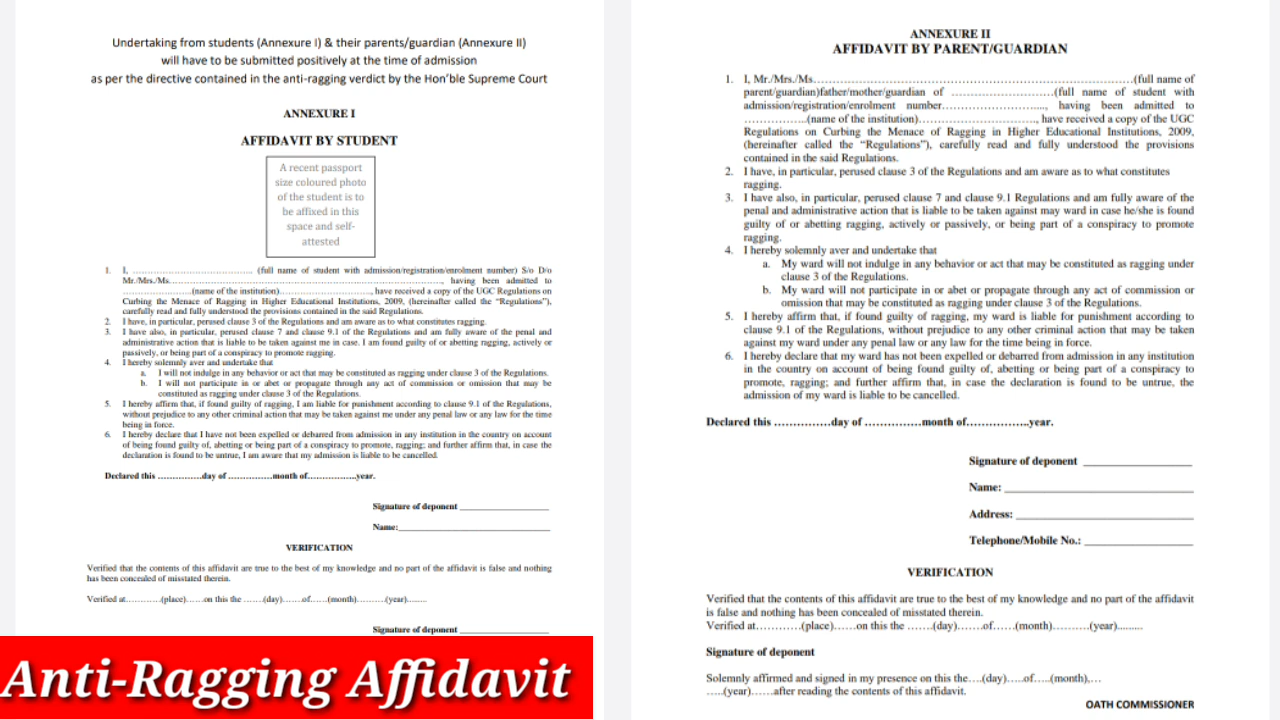 Undertaking from students (Annexure I) & their parents/guardian (Annexure II)
will have to be submitted positively at the time of admission
as per the directive contained in the anti-ragging verdict by the Hon'ble Supreme Court
ANNEXURE I
AFFIDAVIT BY STUDENT
A recent passport
size coloured photo
of the student is to
be affixed in this
space and self-
attested
1. I, ………………………………… (full name of student with admission/registration/enrolment number) S/o D/o
Mr./Mrs./Ms.……………………………………………………………………, having been admitted to
………………….(name of the institution)………………………, have received a copy of the UGC Regulations on
Curbing the Menace of Ragging in Higher Educational Institutions, 2009, (hereinafter called the "Regulations"),
carefully read and fully understood the provisions contained in the said Regulations.
2. I have, in particular, perused clause 3 of the Regulations and am aware as to what constitutes ragging.
3. I have also, in particular, perused clause 7 and clause 9.1 of the Regulations and am fully aware of the penal and
administrative action that is liable to be taken against me in case. I am found guilty of or abetting ragging, actively or
passively, or being part of a conspiracy to promote ragging.
4. I hereby solemnly aver and undertake that
a. I will not indulge in any behavior or act that may be constituted as ragging under clause 3 of the Regulations.
b. I will not participate in or abet or propagate through any act of commission or omission that may be
constituted as ragging under clause 3 of the Regulations.
5. I hereby affirm that, if found guilty of ragging, I am liable for punishment according to clause 9.1 of the Regulations,
without prejudice to any other criminal action that may be taken against me under any penal law or any law for the time
being in force.
6. I hereby declare that I have not been expelled or debarred from admission in any institution in the country on account
of being found guilty of, abetting or being part of a conspiracy to promote, ragging; and further affirm that, in case the
declaration is found to be untrue, I am aware that my admission is liable to be cancelled.
Declared this ……………day of ……………month of……………..year.
Signature of deponent ____________________
Name:____________________
VERIFICATION
Verified that the contents of this affidavit are true to the best of my knowledge and no part of the affidavit is false and nothing
has been concealed of misstated therein.
Verified at…………(place)……on this the ……(day)……of……(month)………(year)........
Signature of deponent ____________________
Anti-Ragging Affidavit
ANNEXURE II
AFFIDAVIT BY PARENT/GUARDIAN
1. I, Mr./Mrs./Ms.……………………………………………………………………(full name of
parent/guardian)father/mother/guardian of ……………………….(full name of student with
admission/registration/enrolment number………………………, having been admitted to
……………..(name of the institution)…………………………., have received a copy of the UGC
Regulations on Curbing the Menace of Ragging in Higher Educational Institutions, 2009,
(hereinafter called the "Regulations"), carefully read and fully understood the provisions
contained in the said Regulations.
2. I have, in particular, perused clause 3 of the Regulations and am aware as to what constitutes
ragging.
3. I have also, in particular, perused clause 7 and clause 9.1 Regulations and am fully aware of the
penal and administrative action that is liable to be taken against may ward in case he/she is found
guilty of or abetting ragging, actively or passively, or being part of a conspiracy to promote
ragging.
4. I hereby solemnly aver and undertake that
a. My ward will not indulge in any behavior or act that may be constituted as ragging under
clause 3 of the Regulations.
b. My ward will not participate in or abet or propagate through any act of commission or
omission that may be constituted as ragging under clause 3 of the Regulations.
5. I hereby affirm that, if found guilty of ragging, my ward is liable for punishment according to
clause 9.1 of the Regulations, without prejudice to any other criminal action that may be taken
against my ward under any penal law or any law for the time being in force.
6. I hereby declare that my ward has not been expelled or debarred from admission in any institution
in the country on account of being found guilty of, abetting or being part of a conspiracy to
promote, ragging; and further affirm that, in case the declaration is found to be untrue, the
admission of my ward is liable to be cancelled.
Declared this ……………day of ……………month of……………..year.
Signature of deponent ____________________
Name: ____________________
Address: ____________________
Telephone/Mobile No.: ____________________
VERIFICATION
Verified that the contents of this affidavit are true to the best of my knowledge and no part of the affidavit
is false and nothing has been concealed of misstated therein.
Verified at…………(place)……on this the …….(day)…….of……(month)……….(year).........
Signature of deponent
Solemnly affirmed and signed in my presence on this the….(day)…..of…..(month),…
…..(year)……after reading the contents of this affidavit.
OATH COMMISSIONER